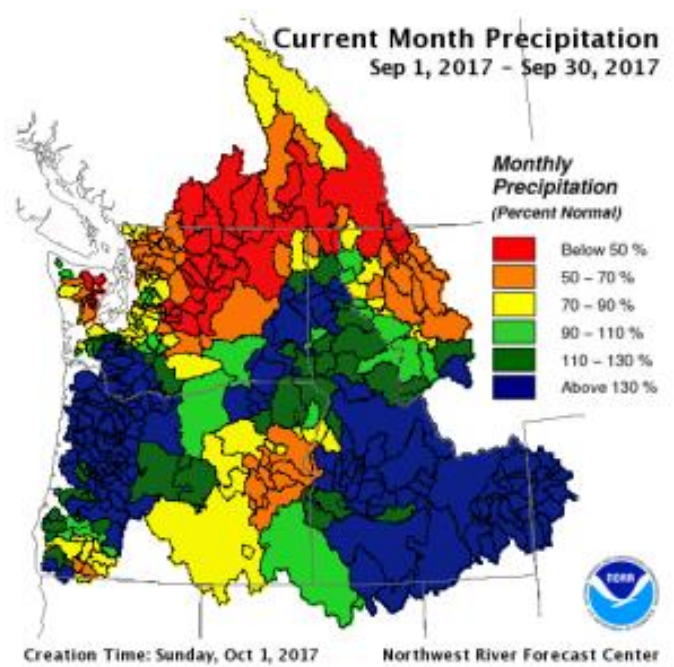 Current Month Precipitation
Sep 1, 2017 - Sep 30, 2017
Monthly
Precipitation
(Percent Normal)
Below 50 %
50 - 70 %
70 - 90 %
90 - 110 %
110 - 130 %
Above 130 %
NOAA
Creation Time: Sunday, Oct 1, 2017
Northwest River Forecast Center